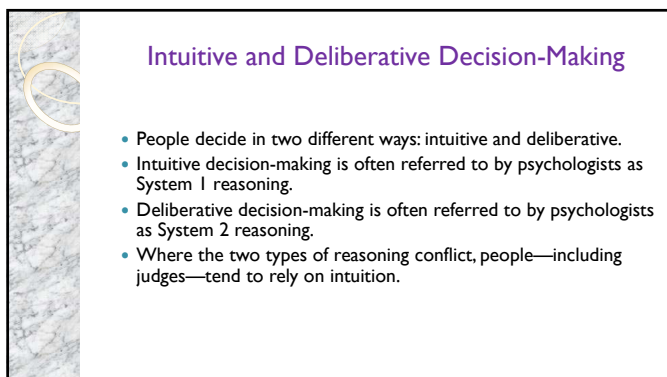 Intuitive and Deliberative Decision-Making
• People decide in two different ways: intuitive and deliberative.
• Intuitive decision-making is often referred to by psychologists as
System 1 reasoning.
• Deliberative decision-making is often referred to by psychologists
as System 2 reasoning.
• Where the two types of reasoning conflict, people—including
judges—tend to rely on intuition.